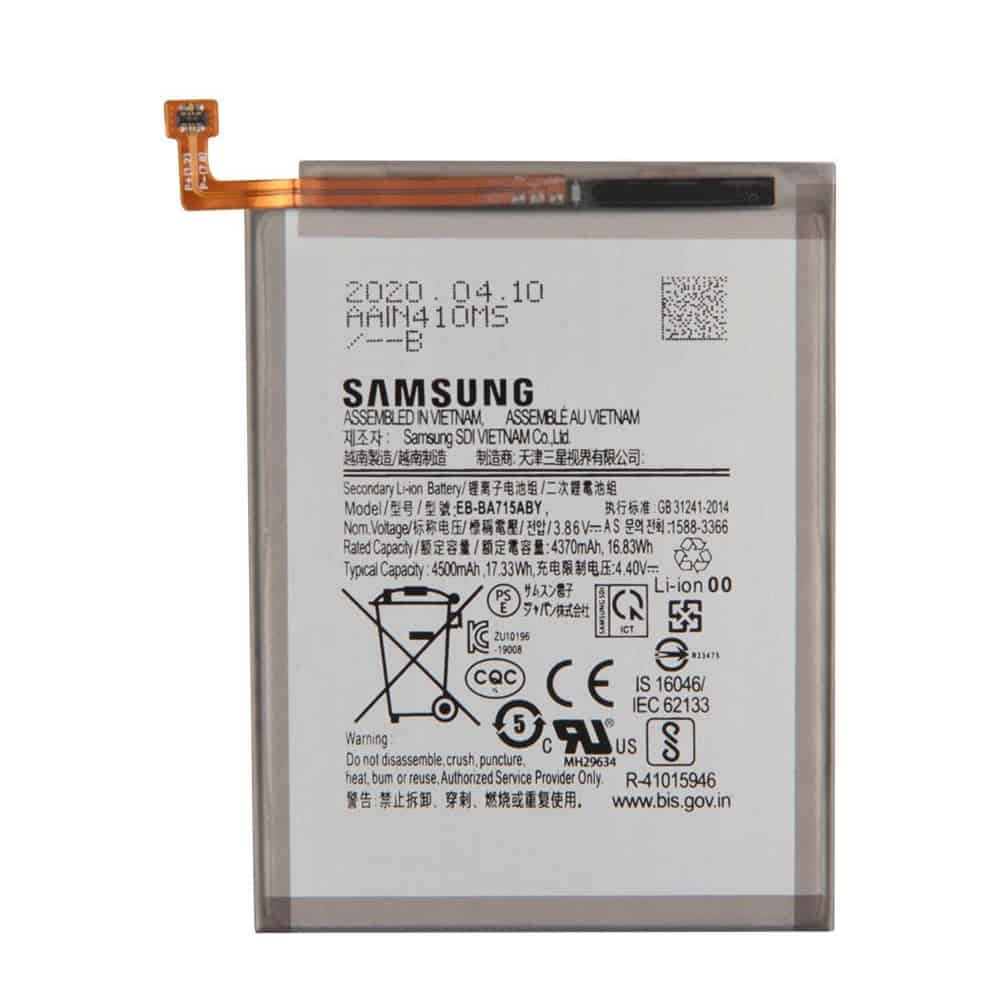 P+(7.2)
P-(7.8)
2020.04.10
AAIN410MS
/--B
SAMSUNG
ASSEMBLED IN VIETNAM, ASSEMBLÉ AU VIETNAM
제조자: Samsung SDI VIETNAM Co.,Ltd.
越南製造/越南制造 制造商: 天津三星视界有限公司:
Secondary Li-ion Battery/锂离子电池组/二次鋰電池組
Model/型号/型號:EB-BA715ABY, 执行标准:GB 31241-2014
Nom.Voltage/标称电压/標稱電壓/전압/3.86V⎓ A S 문의 전화:1588-3366
Rated Capacity/额定容量/額定電容量/4370mAh, 16.83Wh
Typical Capacity: 4500mAh,17.33Wh,充电限制电压:4.40V⎓
Li-ion 00
PS
E
サムスン電子
ジャパン株式会社
SAMSUNG SDI
ICT
ZU10196
-19008
R33475
CQC
CE
IS 16046/
IEC 62133
5
C US
MH29634
S
Warning:
Do not disassemble, crush, puncture,
heat, burn or reuse, Authorized Service Provider Only.
警告:禁止拆卸、穿刺、燃烧或重复使用。
R-41015946
www.bis.gov.in